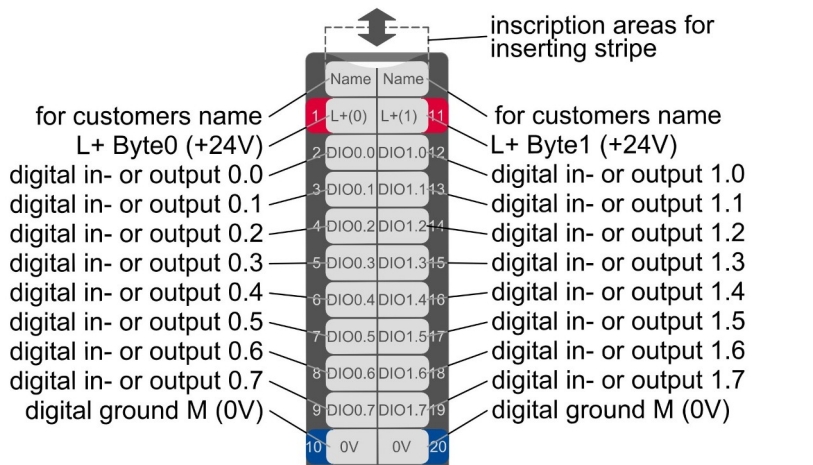 inscription areas for
inserting stripe
Name Name
for customers name for customers name
1 L+(0) L+(1) 11
L+ Byte0 (+24V) L+ Byte1 (+24V)
2 DIO0.0 DIO1.0 12
digital in- or output 0.0 digital in- or output 1.0
3 DIO0.1 DIO1.1 13
digital in- or output 0.1 digital in- or output 1.1
4 DIO0.2 DIO1.2 14
digital in- or output 0.2 digital in- or output 1.2
5 DIO0.3 DIO1.3 15
digital in- or output 0.3 digital in- or output 1.3
6 DIO0.4 DIO1.4 16
digital in- or output 0.4 digital in- or output 1.4
7 DIO0.5 DIO1.5 17
digital in- or output 0.5 digital in- or output 1.5
8 DIO0.6 DIO1.6 18
digital in- or output 0.6 digital in- or output 1.6
9 DIO0.7 DIO1.7 19
digital in- or output 0.7 digital in- or output 1.7
10 0V 0V 20
digital ground M (0V) digital ground M (0V)